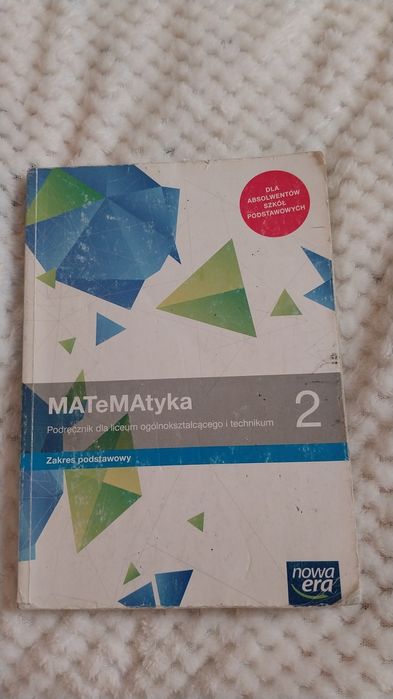 DLA
ABSOLWENTÓW
SZKÓŁ
PODSTAWOWYCH
MATeMAtyka
Podręcznik dla liceum ogólnokształcącego i technikum
2
Zakres podstawowy
nowa
era